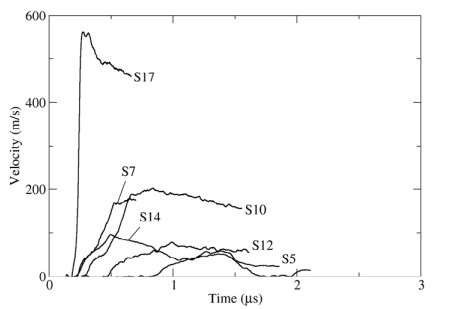 600
Velocity (m/s)
400
200
0
S17
S7
S14
S10
S12
S5
0 1 2 3
Time (μs)